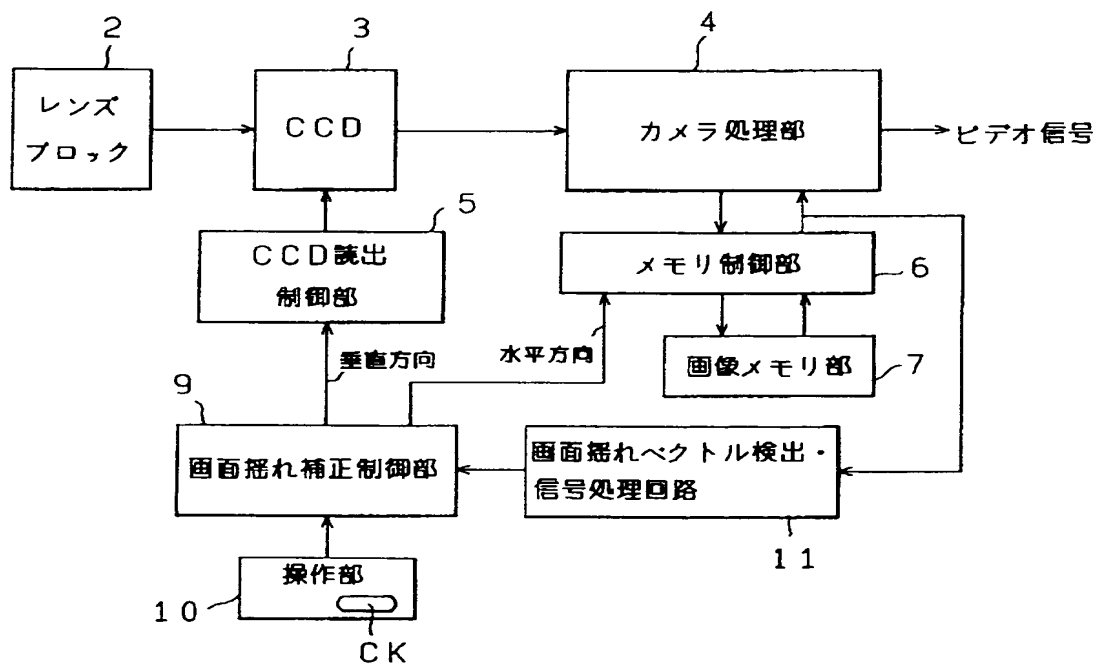 2
3
4
レンズ
ブロック
CCD
カメラ処理部
ビデオ信号
5
CCD読出
制御部
メモリ制御部
6
垂直方向
水平方向
画像メモリ部
7
9
画面揺れ補正制御部
画面揺れベクトル検出・
信号処理回路
11
操作部
10
CK